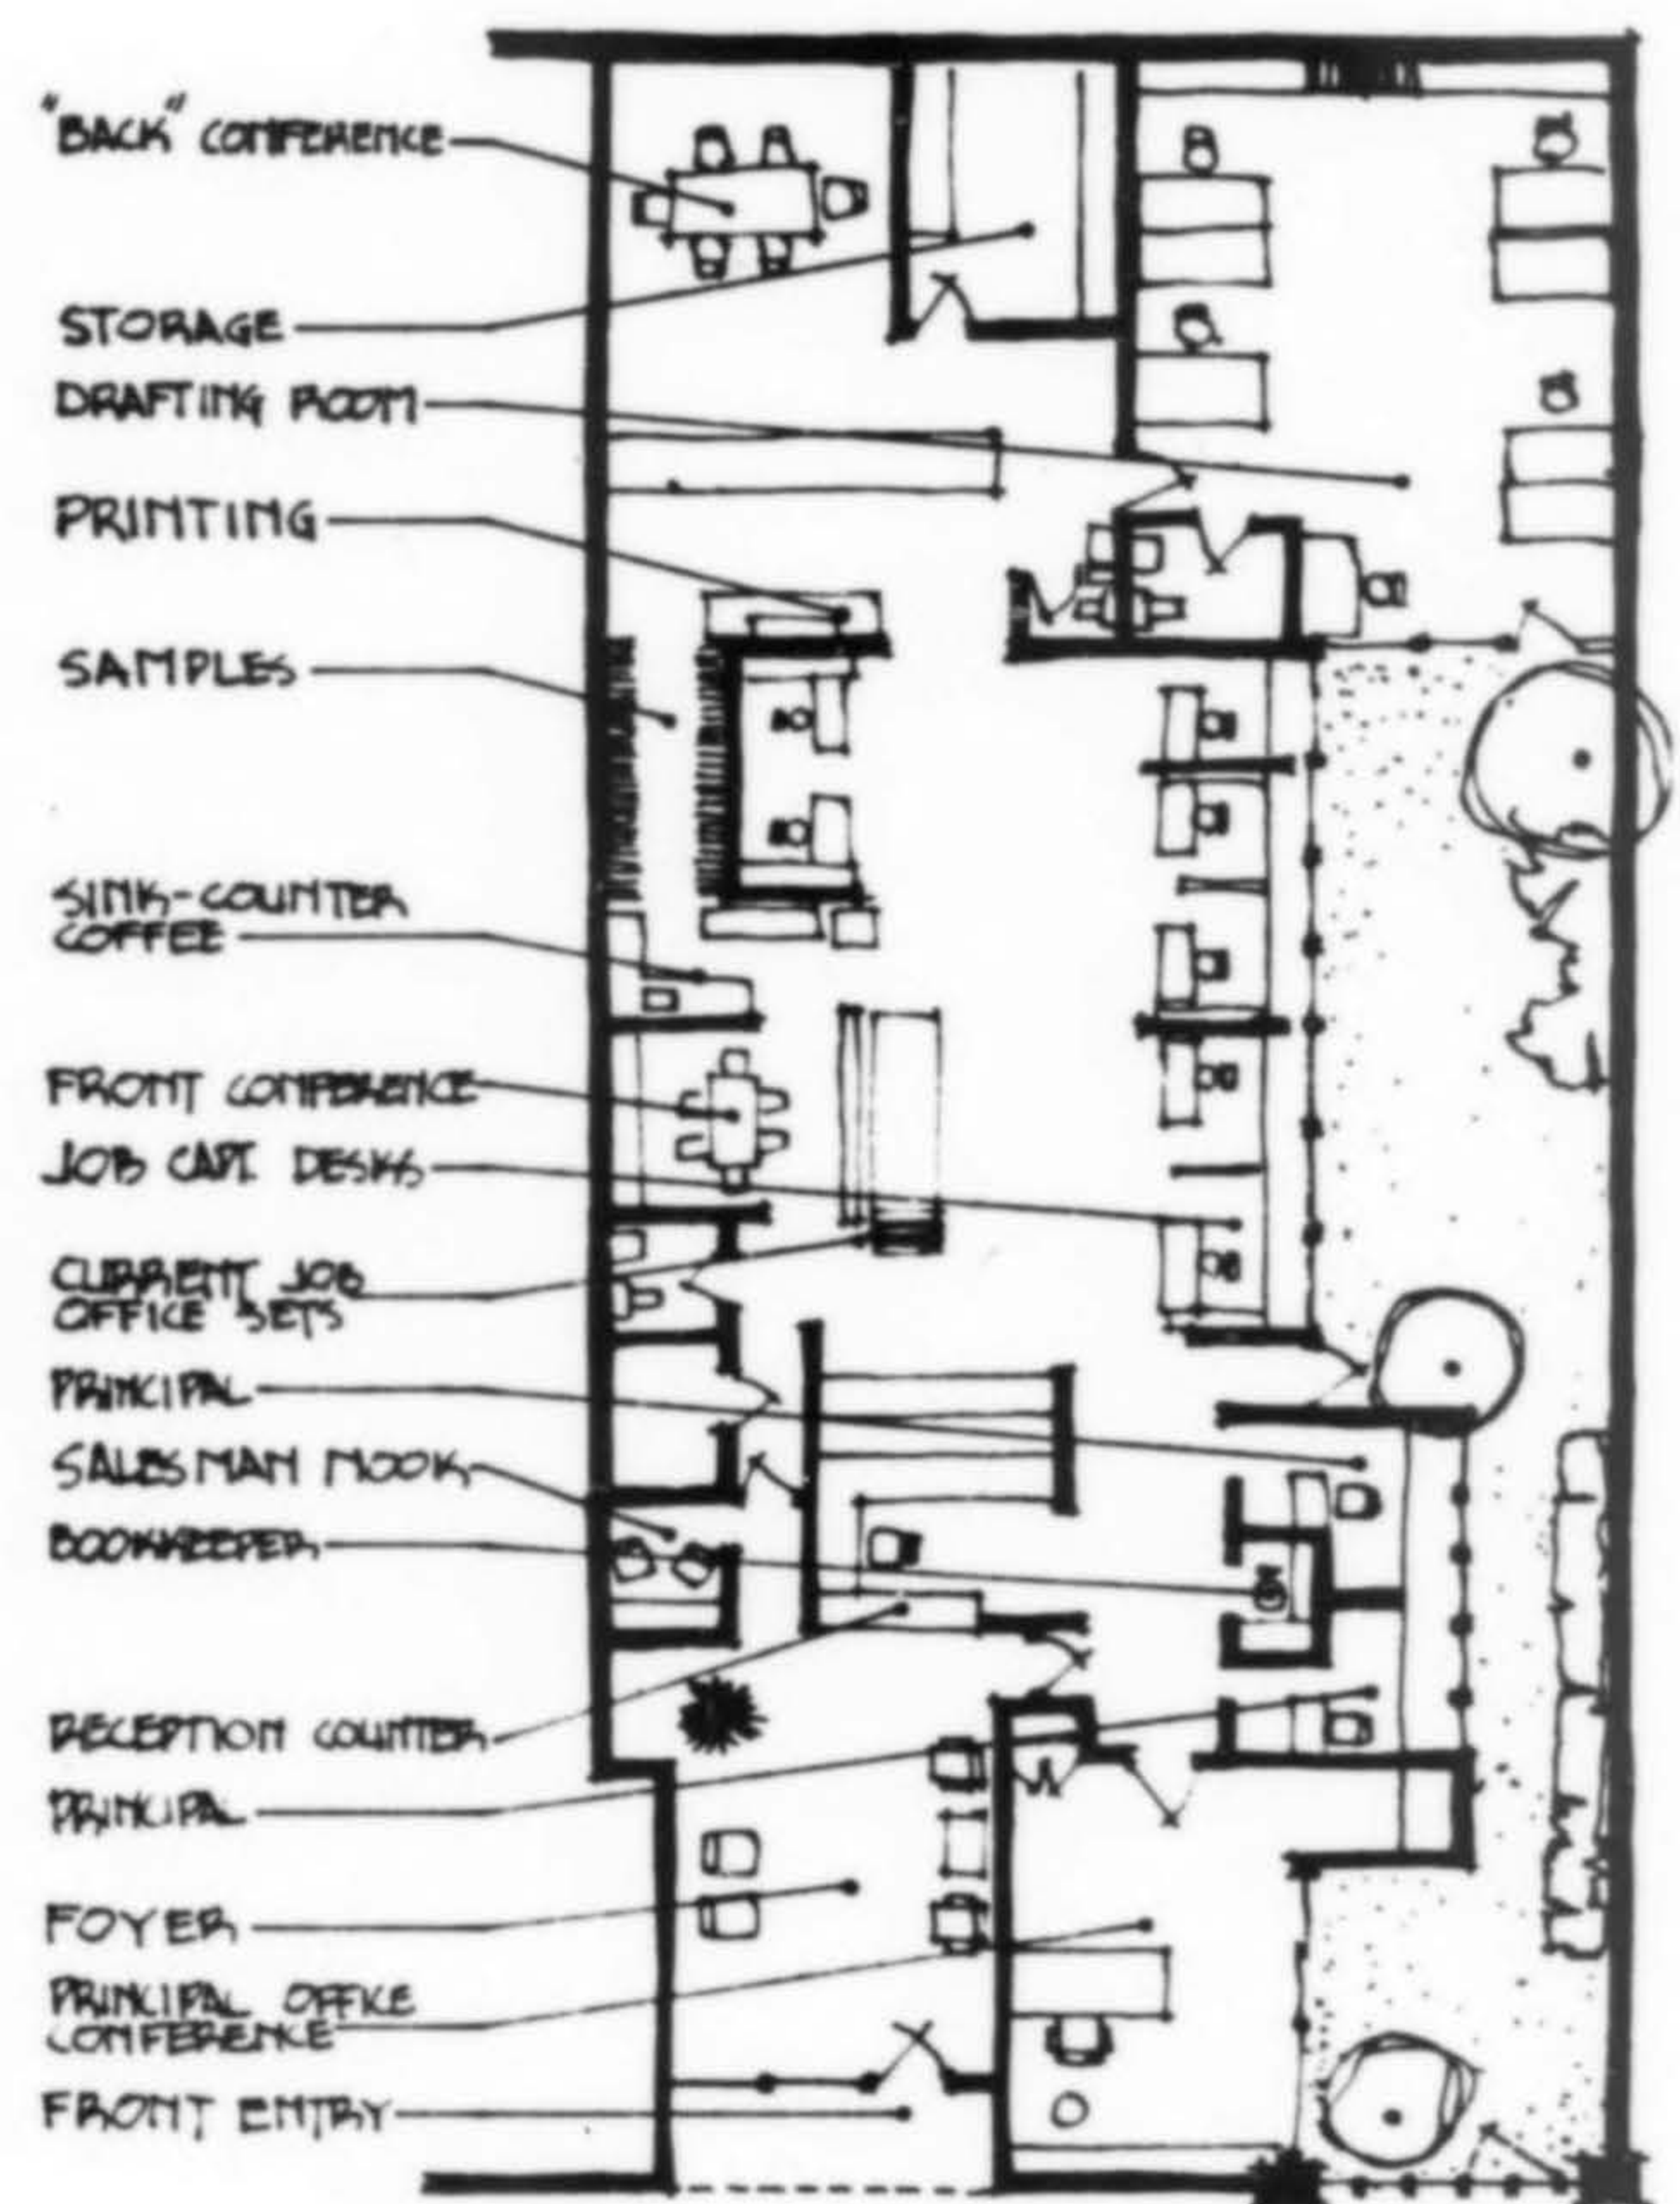 "BACK" CONFERENCE
STORAGE
DRAFTING ROOM
PRINTING
SAMPLES
SINK-COUNTER
COFFEE
FRONT CONFERENCE
JOB CAPT. DESKS
CURRENT JOB
OFFICE SETS
PRINCIPAL
SALESMAN NOOK
BOOKKEEPER
RECEPTION COUNTER
PRINCIPAL
FOYER
PRINCIPAL OFFICE
CONFERENCE
FRONT ENTRY